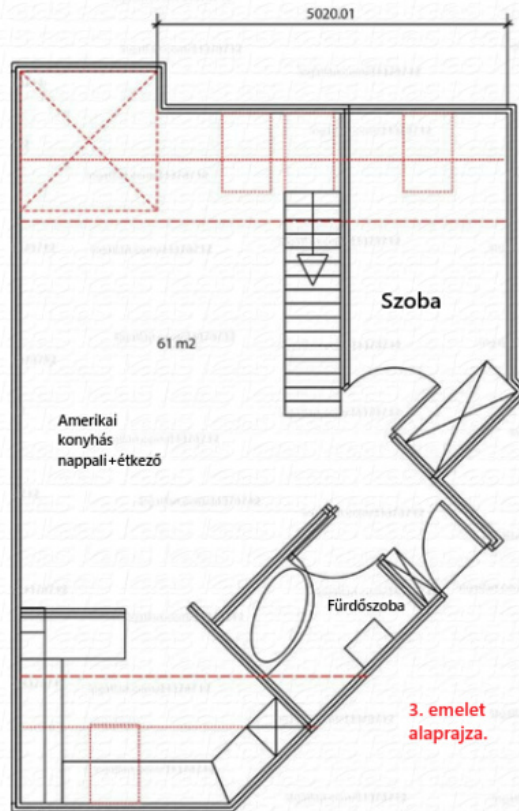 5020.01
Szoba
61 m2
Amerikai
konyhás
nappali+étkező
Fürdőszoba
3. emelet
alaprajza.